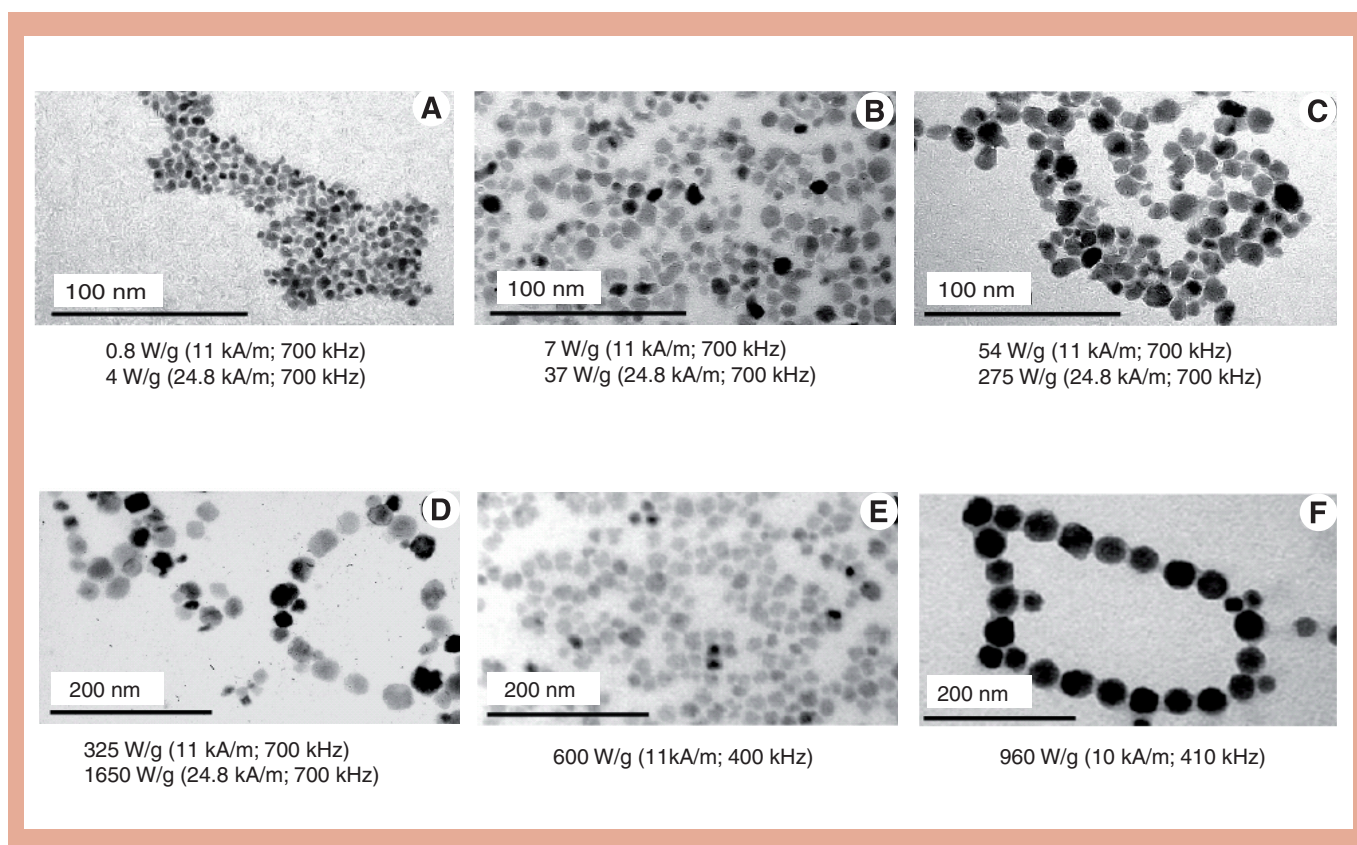 A
100 nm
0.8 W/g (11 kA/m; 700 kHz)
4 W/g (24.8 kA/m; 700 kHz)
B
100 nm
7 W/g (11 kA/m; 700 kHz)
37 W/g (24.8 kA/m; 700 kHz)
C
100 nm
54 W/g (11 kA/m; 700 kHz)
275 W/g (24.8 kA/m; 700 kHz)
D
200 nm
325 W/g (11 kA/m; 700 kHz)
1650 W/g (24.8 kA/m; 700 kHz)
E
200 nm
600 W/g (11kA/m; 400 kHz)
F
200 nm
960 W/g (10 kA/m; 410 kHz)